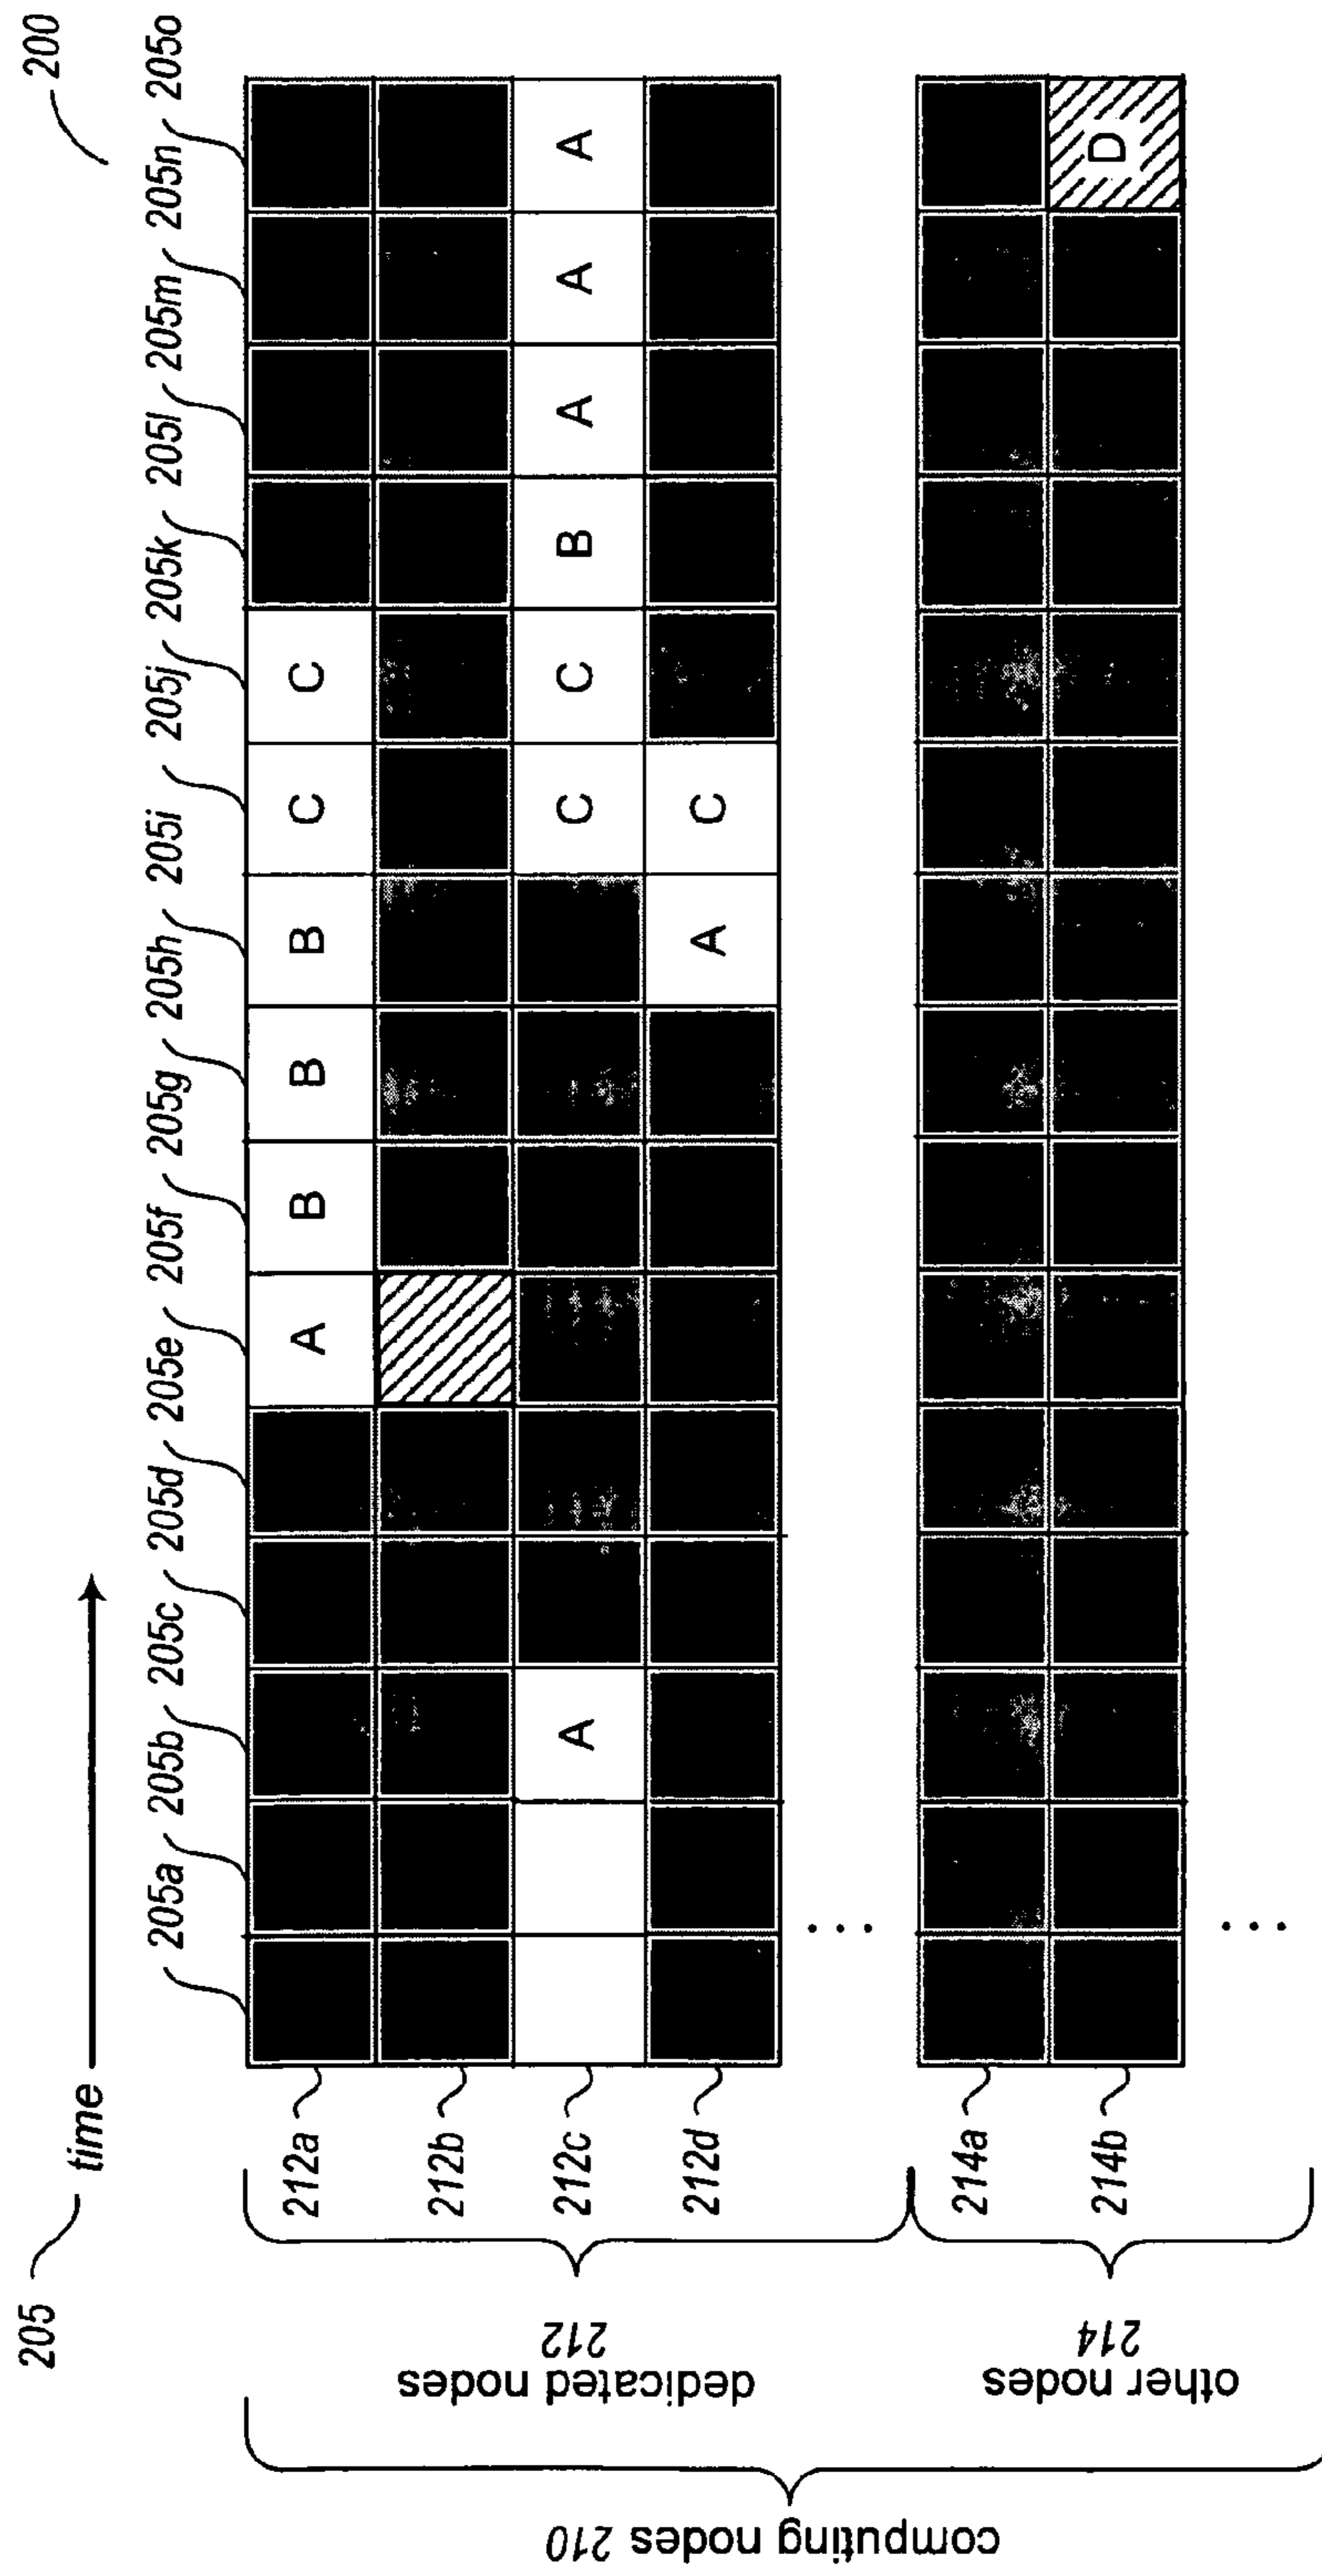 200
205
time
205a 205b 205c 205d 205e 205f 205g 205h 205i 205j 205k 205l 205m 205n 205o
212a A B B B C C
212b
212c A C C B A A A
212d A C
214a
214b D
...
...
dedicated nodes
212
other nodes
214
computing nodes 210